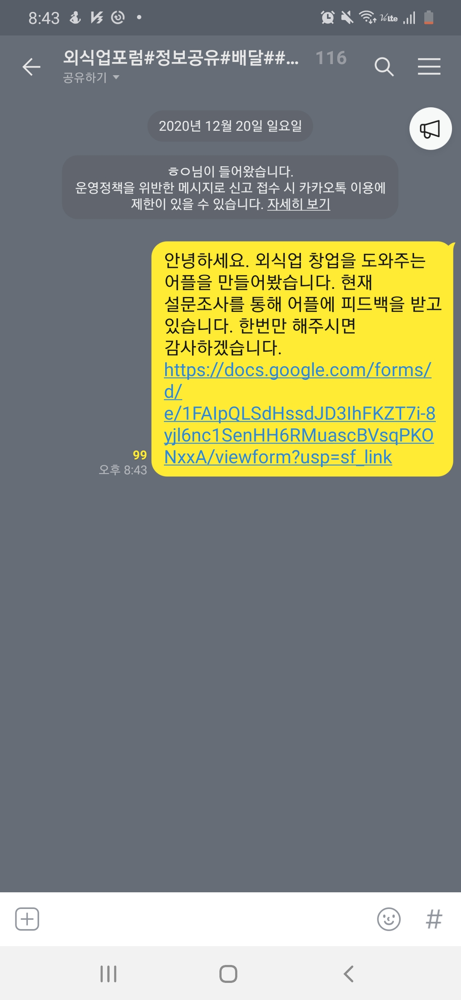 8:43
VoLte
외식업포럼#정보공유#배달##... 116
공유하기
2020년 12월 20일 일요일
ㅎㅇ님이 들어왔습니다.
운영정책을 위반한 메시지로 신고 접수 시 카카오톡 이용에
제한이 있을 수 있습니다. 자세히 보기
안녕하세요. 외식업 창업을 도와주는
어플을 만들어봤습니다. 현재
설문조사를 통해 어플에 피드백을 받고
있습니다. 한번만 해주시면
감사하겠습니다.
https://docs.google.com/forms/
d/
e/1FAIpQLSdHssdJD3IhFKZT7i-8
yjl6nc1SenHH6RMuascBVsqPKO
NxxA/viewform?usp=sf_link
99
오후 8:43
#